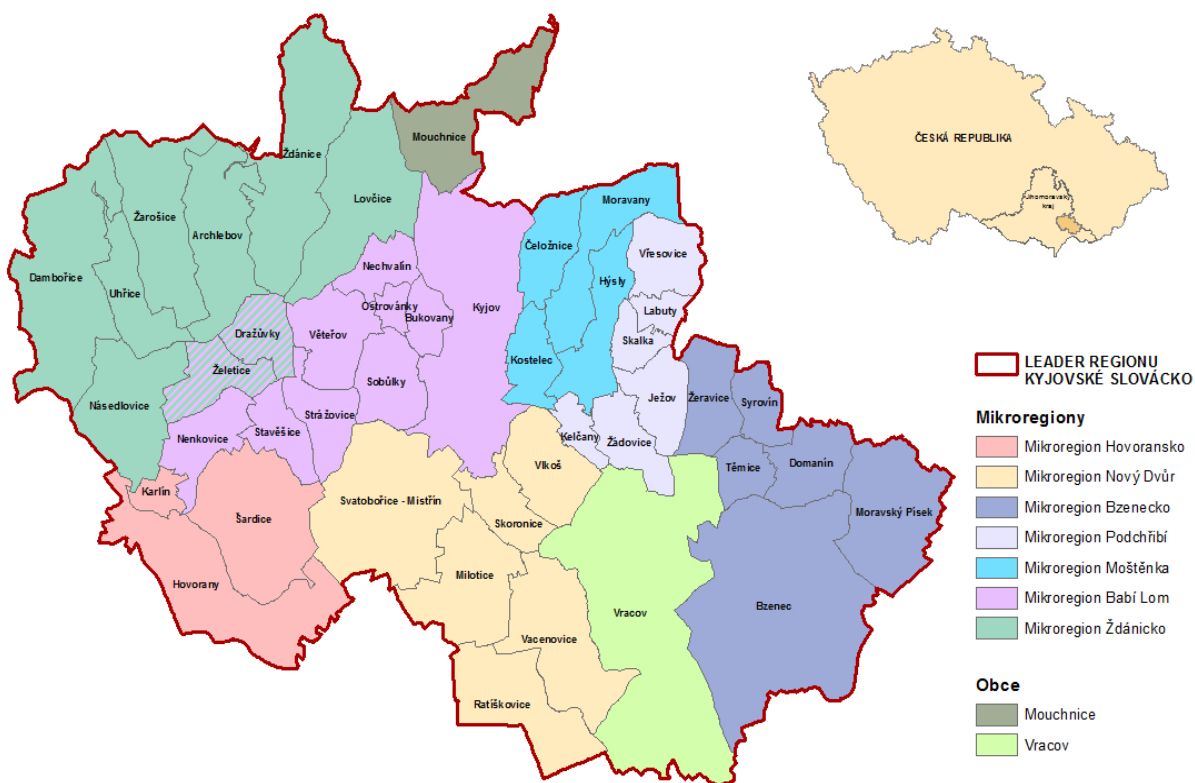 Mouchnice
ČESKÁ REPUBLIKA
Ždánice
Jihomoravský
kraj
Lovčice
Moravany
Žarošice
Archlebov
Čeložnice
Vřesovice
Dambořice
Nechvalín
Hýsly
Uhřice
Ostrovánky
Kyjov
Labuty
Bukovany
Dražůvky
Věteřov
Skalka
Kostelec
LEADER REGIONU
KYJOVSKÉ SLOVÁCKO
Želetice
Sobůlky
Ježov
Žeravice
Syrovín
Násedlovice
Strážovice
Mikroregiony
Stavěšice
Nenkovice
Kelčany
Žádovice
Mikroregion Hovoransko
Vlkoš
Těmice
Domanín
Mikroregion Nový Dvůr
Karlín
Svatobořice - Mistřín
Mikroregion Bzenecko
Šardice
Skoronice
Moravský Písek
Mikroregion Podchřibí
Mikroregion Moštěnka
Milotice
Hovorany
Mikroregion Babí Lom
Vracov
Bzenec
Mikroregion Ždánicko
Vacenovice
Obce
Ratíškovice
Mouchnice
Vracov